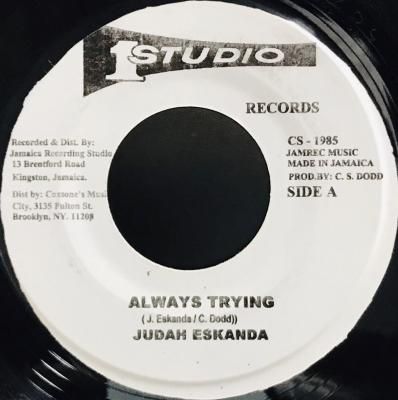 1 STUDIO
RECORDS
Recorded & Dist. By:
Jamaica Recording Studio
13 Brentford Road
Kingston, Jamaica.
Dist by: Coxsone's Music
City, 3135 Fulton St.
Brooklyn, NY. 11208
CS - 1985
JAMREC MUSIC
MADE IN JAMAICA
PROD.BY: C. S. DODD
SIDE A
ALWAYS TRYING
( J. Eskanda / C. Dodd))
JUDAH ESKANDA